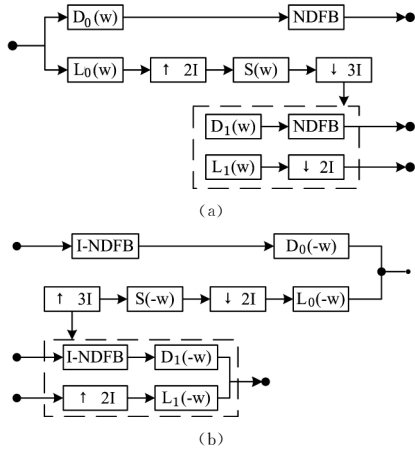 D₀(w) NDFB
L₀(w) ↑ 2I S(w) ↓ 3I
D₁(w) NDFB
L₁(w) ↓ 2I
(a)
I-NDFB D₀(-w)
↑ 3I S(-w) ↓ 2I L₀(-w)
I-NDFB D₁(-w)
↑ 2I L₁(-w)
(b)